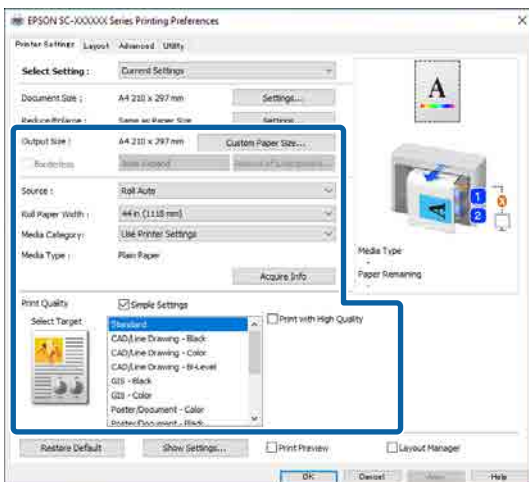 EPSON SC-XXXXXX Series Printing Preferences
Printer Settings Layout Advanced Utility
Select Setting : Current Settings
Document Size : A4 210 x 297 mm Settings...
Reduce/Enlarge : Same as Paper Size Settings...
Output Size : A4 210 x 297 mm Custom Paper Size...
Borderless
Source : Roll Auto
Roll Paper Width : 44 in (1118 mm)
Media Category: Use Printer Settings
Media Type : Plain Paper
Acquire Info
Print Quality Simple Settings
Select Target
Standard
CAD/Line Drawing - Black
CAD/Line Drawing - Color
CAD/Line Drawing - Bi-Level
GIS - Black
GIS - Color
Poster/Document - Color
Poster/Document - Black
Print with High Quality
A
A
1
2
Media Type
-
Paper Remaining
-
Restore Default Show Settings... Print Preview Layout Manager
OK Cancel Help